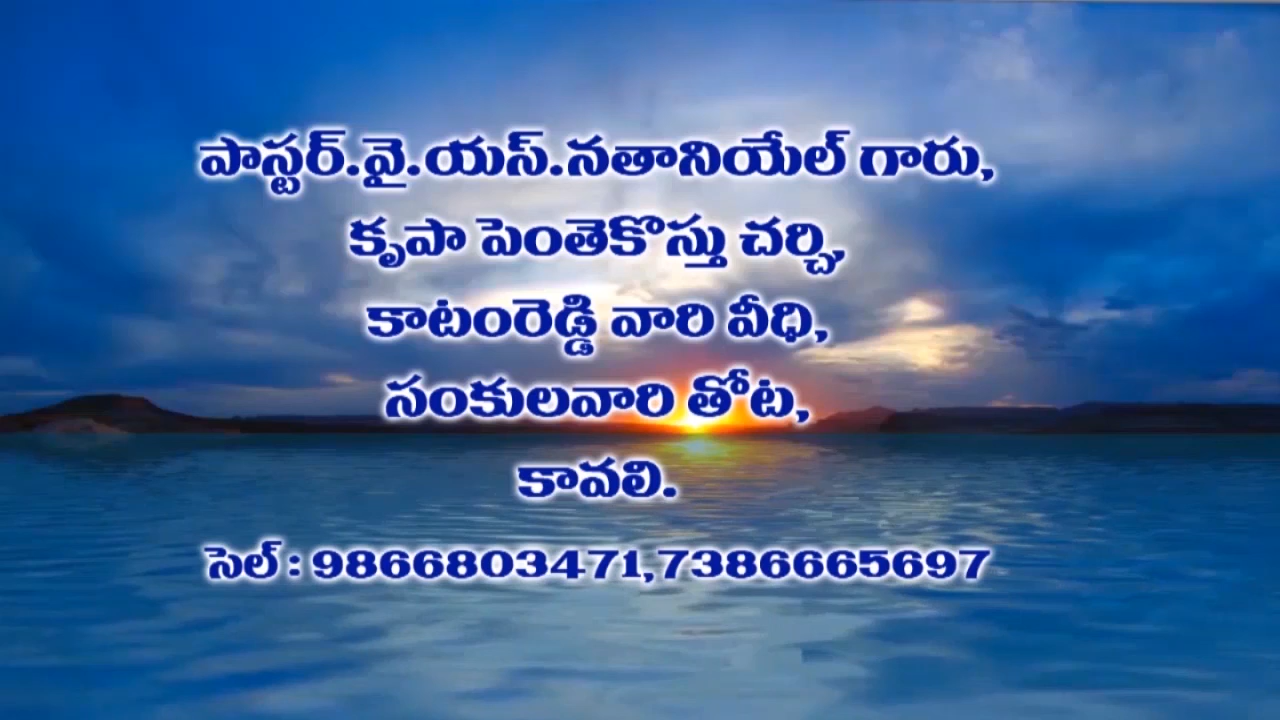 పాస్టర్.వై.యస్.నతానియేల్ గారు,
కృపా పెంతెకొస్తు చర్చి,
కాటంరెడ్డి వారి వీధి,
సంకులవారి తోట,
కావలి.
సెల్ : 9866803471,7386665697